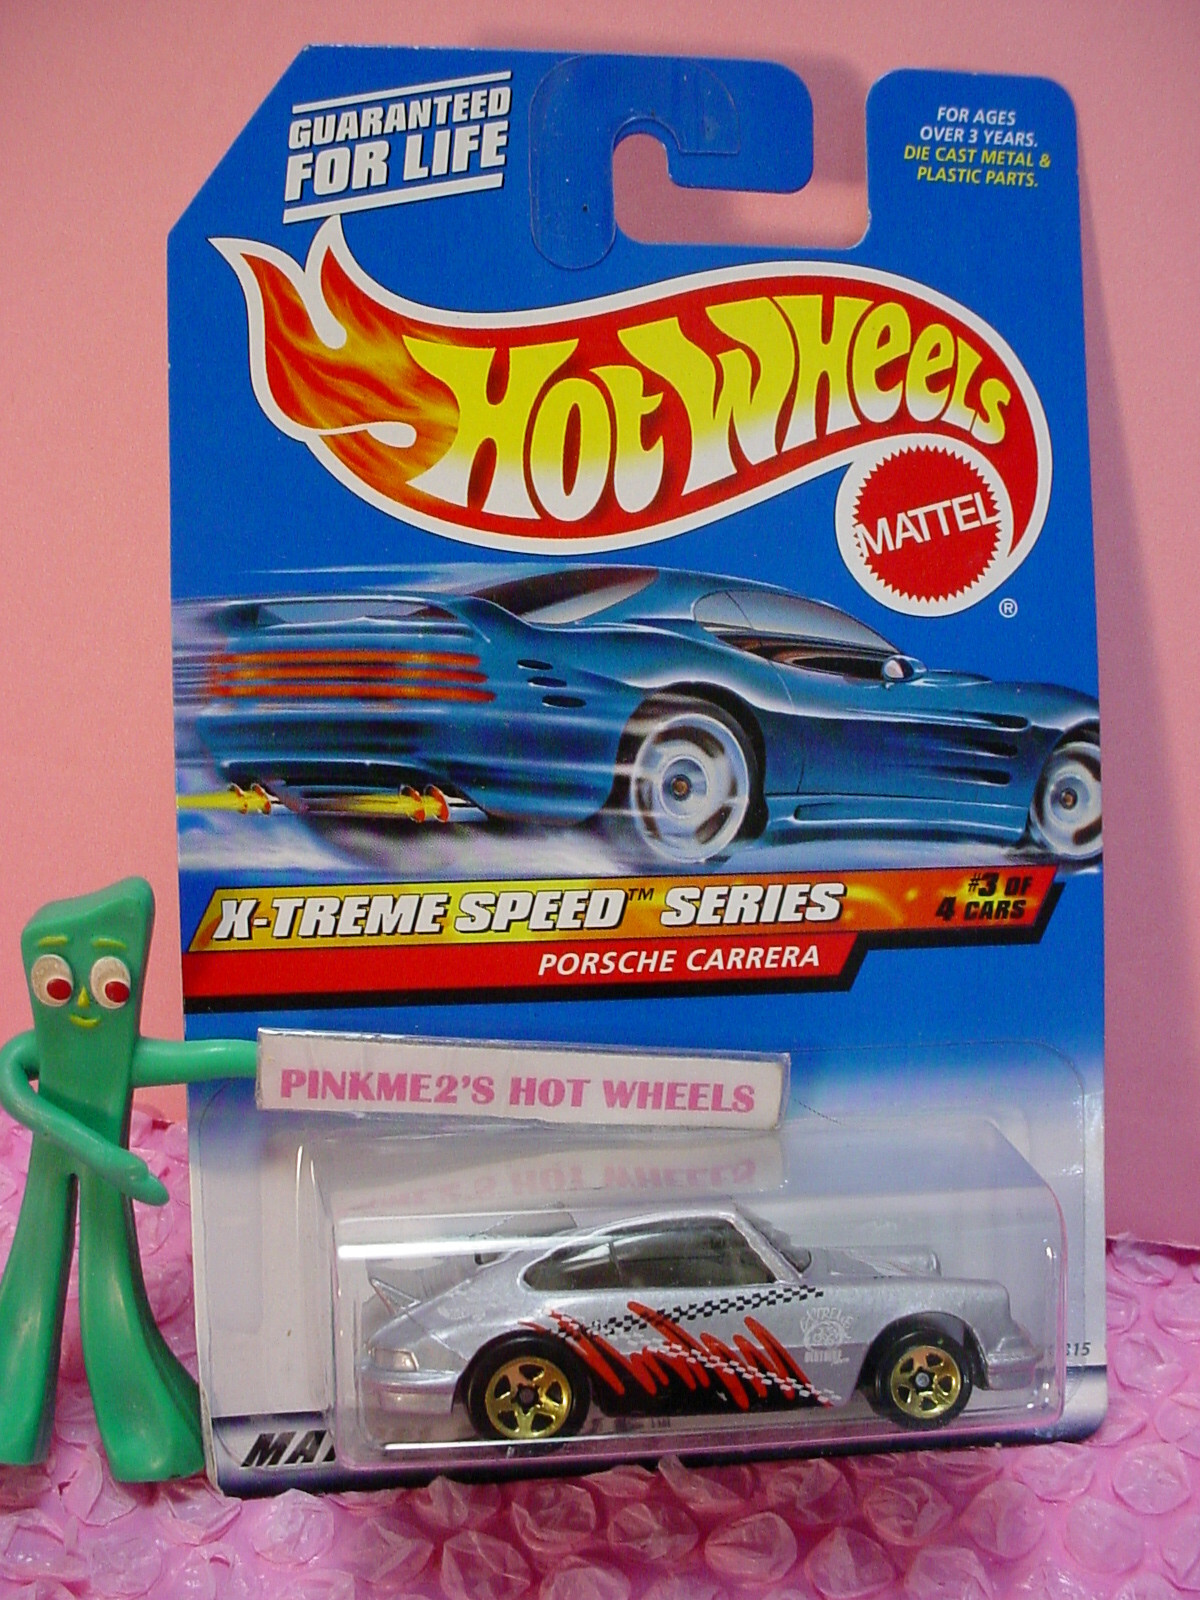 GUARANTEED
FOR LIFE
FOR AGES
OVER 3 YEARS.
DIE CAST METAL &
PLASTIC PARTS.
HOT WHEELS
MATTEL
®
X-TREME SPEED™ SERIES
#3 OF
4 CARS
PORSCHE CARRERA
PINKME2'S HOT WHEELS